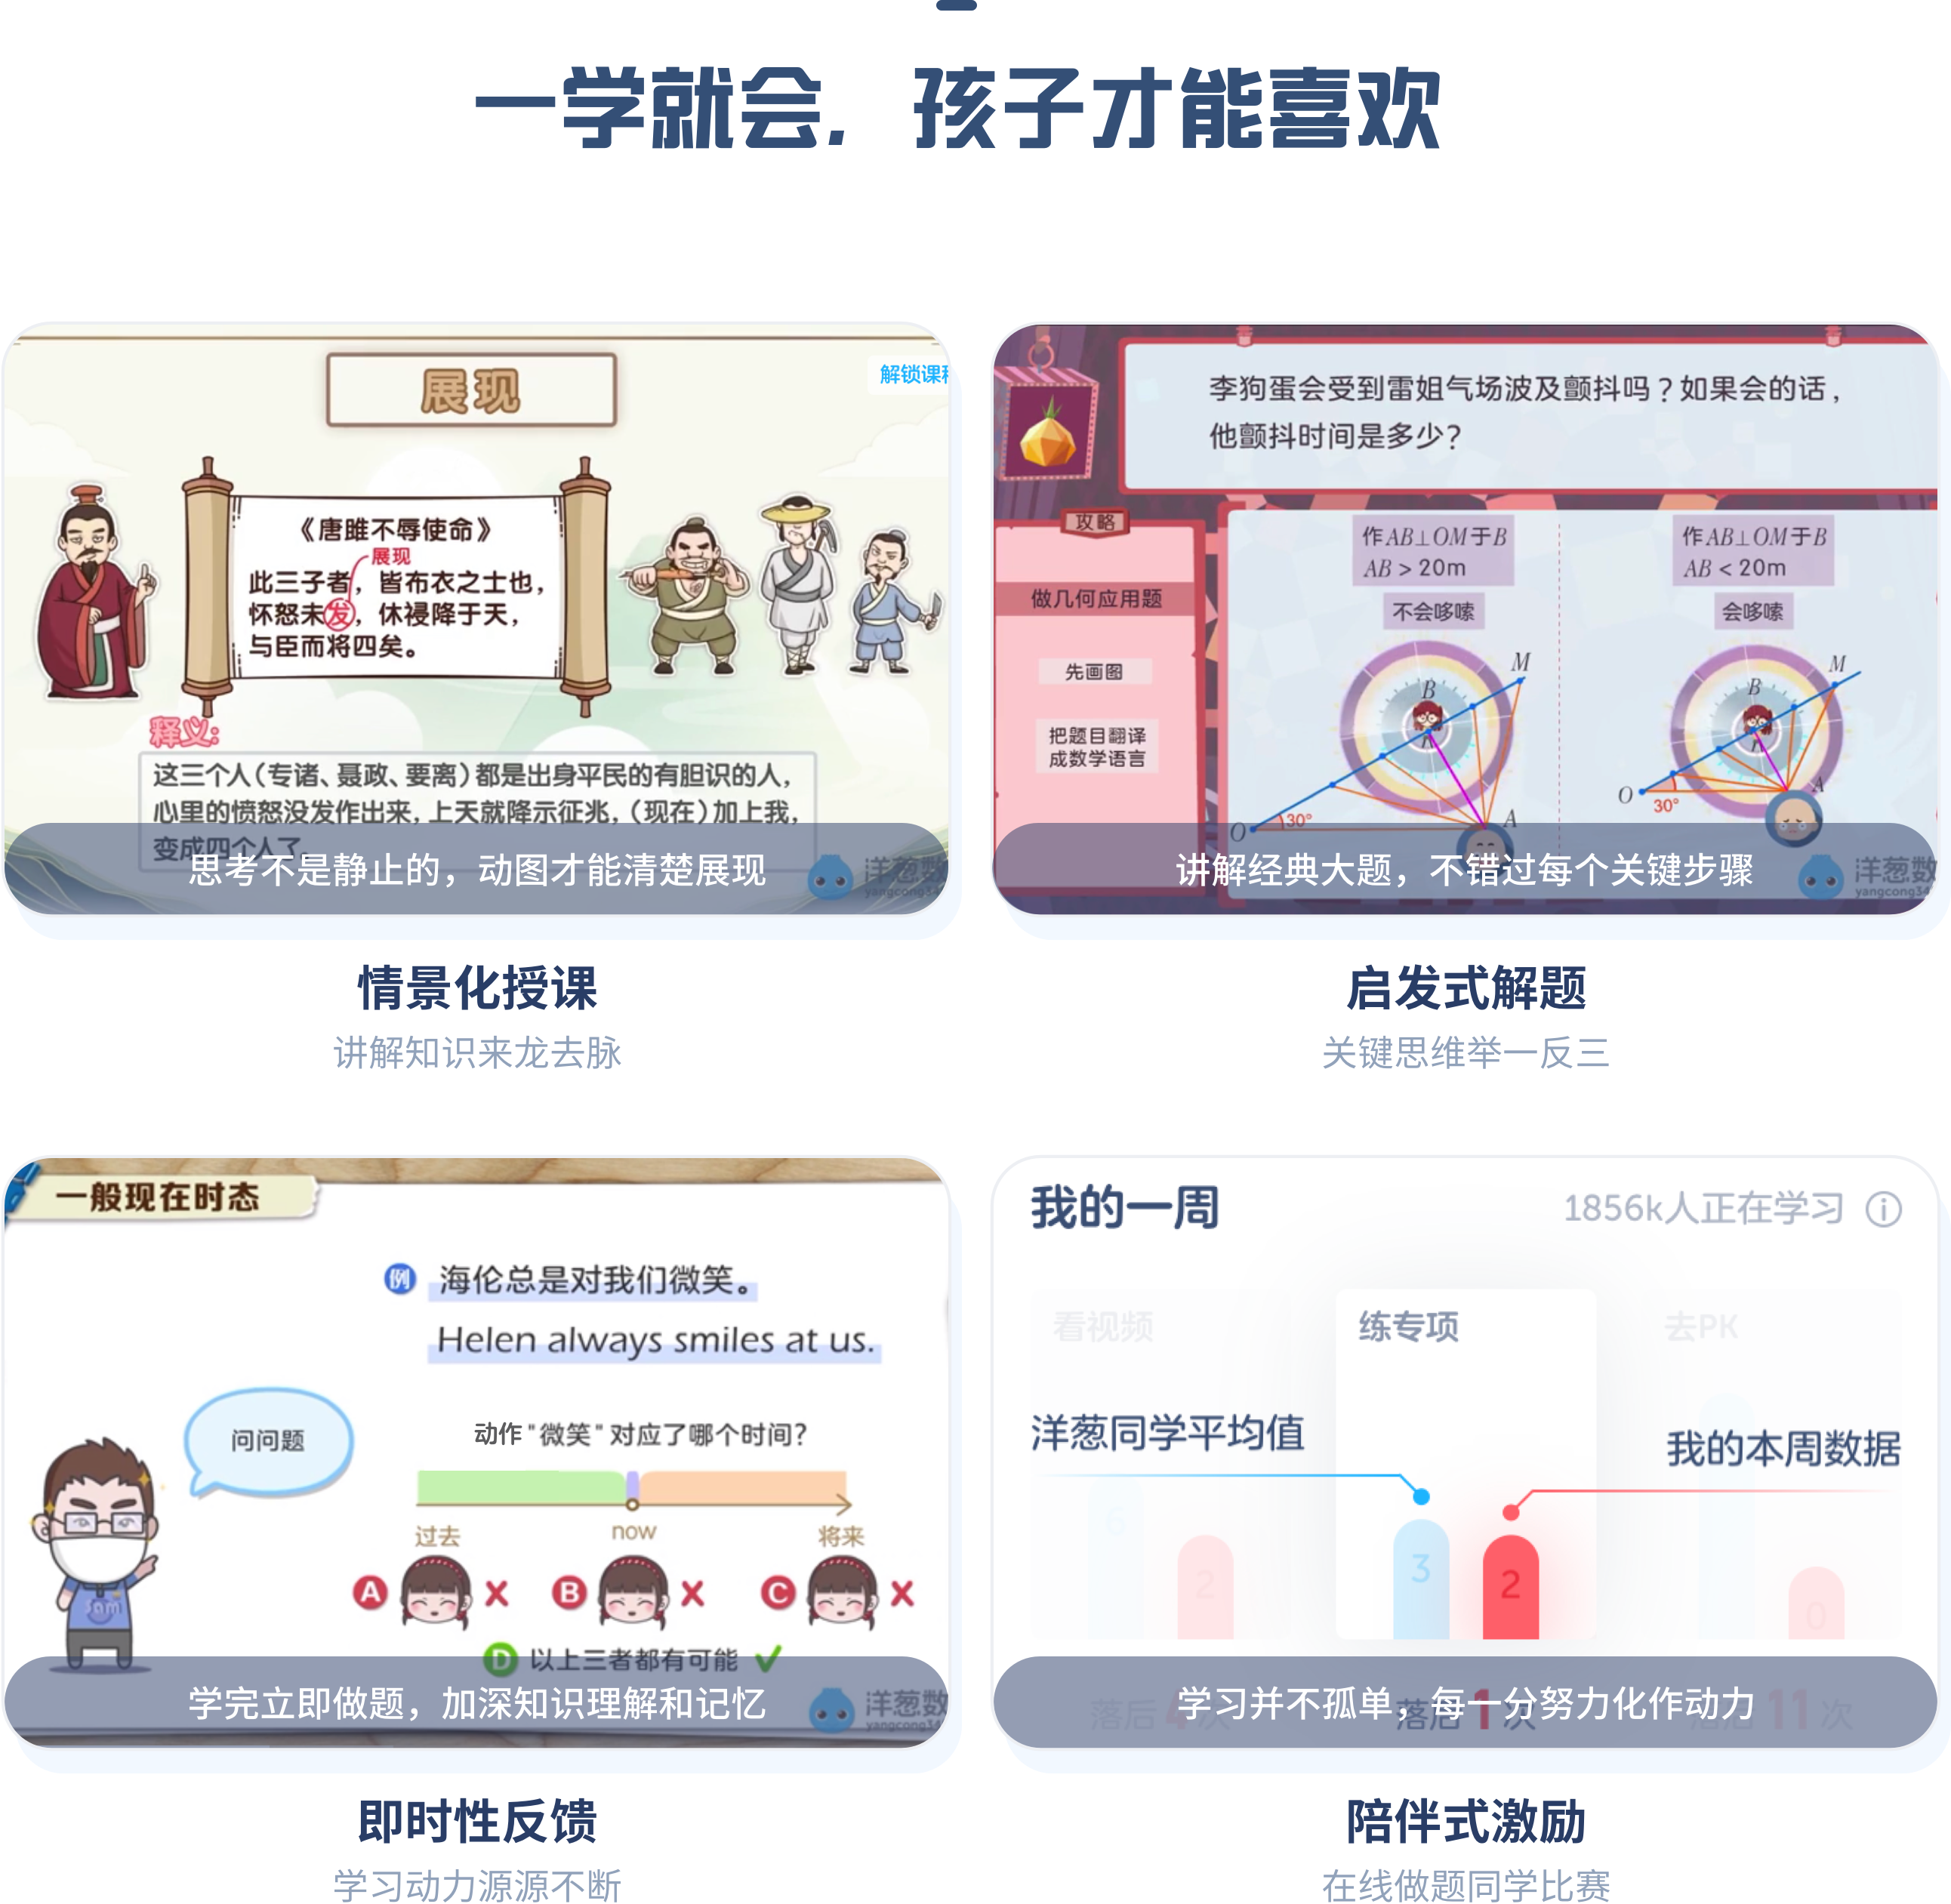 一学就会，孩子才能喜欢
解锁课
展现
《唐雎不辱使命》
展现
此三子者，皆布衣之士也，
怀怒未发，休祲降于天，
与臣而将四矣。
释义:
这三个人（专诸、聂政、要离）都是出身平民的有胆识的人，
心里的愤怒没发作出来，上天就降示征兆，（现在）加上我，
变成四个人了。
思考不是静止的，动图才能清楚展现
洋葱数
yangcong34
情景化授课
讲解知识来龙去脉
李狗蛋会受到雷姐气场波及颤抖吗？如果会的话，
他颤抖时间是多少？
攻略
做几何应用题
先画图
把题目翻译
成数学语言
作AB⊥OM于B
AB > 20m
不会哆嗦
M
B
O
30°
A
作AB⊥OM于B
AB < 20m
会哆嗦
M
B
O
30°
A
讲解经典大题，不错过每个关键步骤
洋葱数
yangcong34
启发式解题
关键思维举一反三
一般现在时态
例 海伦总是对我们微笑。
Helen always smiles at us.
问问题
动作"微笑"对应了哪个时间？
过去 now 将来
A B C
Sam
D 以上三者都有可能
学完立即做题，加深知识理解和记忆
洋葱数
yangcong34
即时性反馈
学习动力源源不断
我的一周
1856k人正在学习
看视频 练专项 去PK
洋葱同学平均值
我的本周数据
6 2 3 2 0
落后4次 落后1次 落后11次
学习并不孤单，每一分努力化作动力
陪伴式激励
在线做题同学比赛